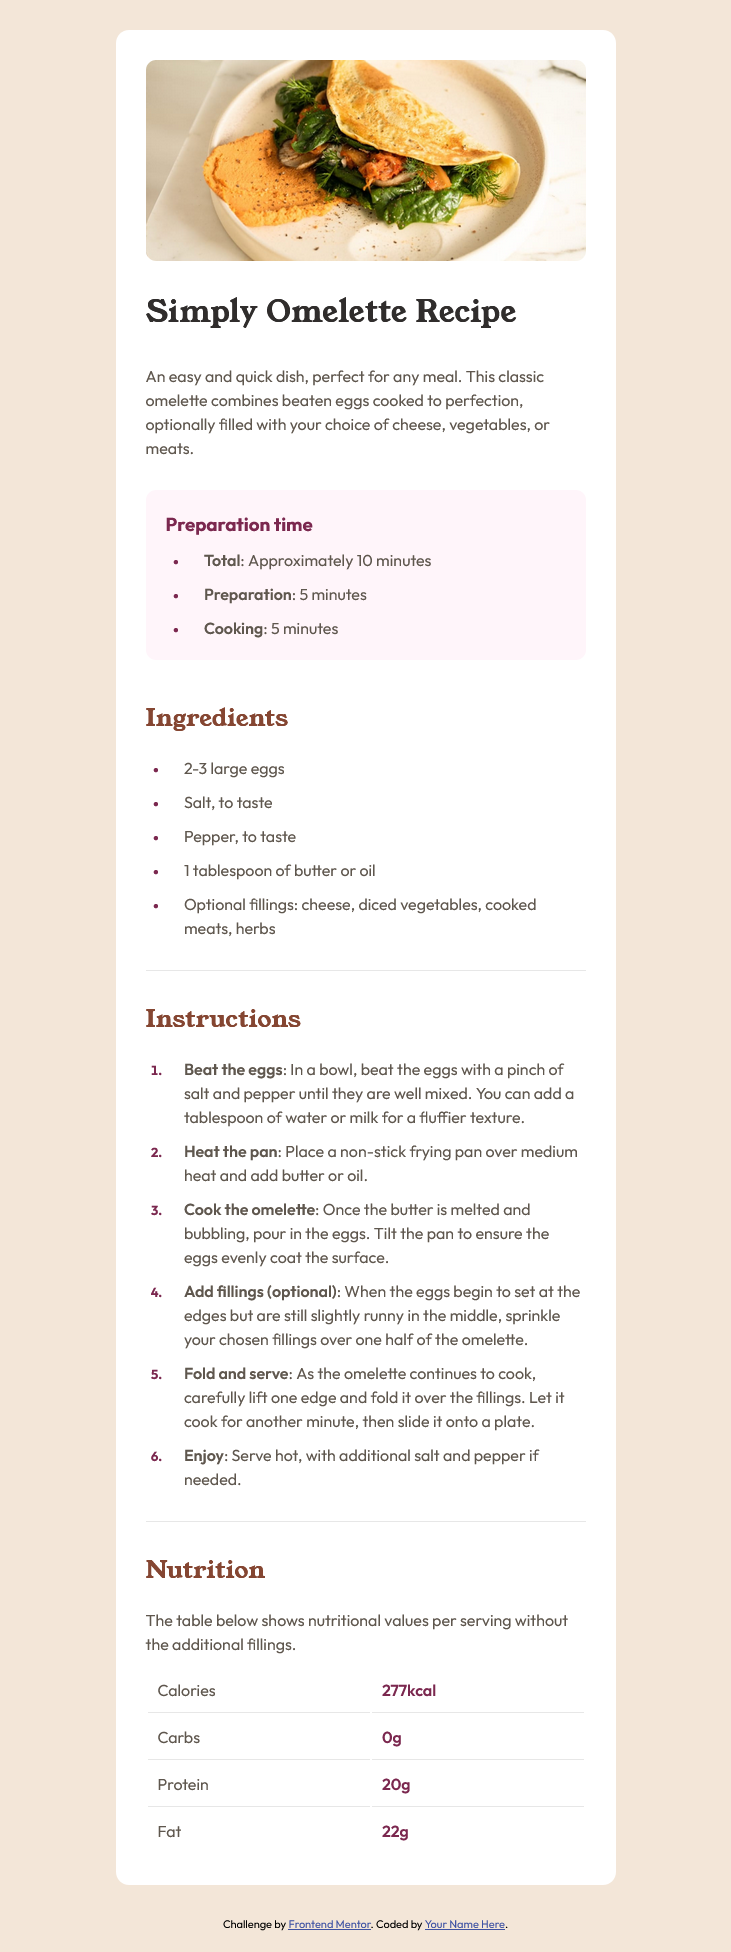 Simply Omelette Recipe
An easy and quick dish, perfect for any meal. This classic
omelette combines beaten eggs cooked to perfection,
optionally filled with your choice of cheese, vegetables, or
meats.
Preparation time
• Total: Approximately 10 minutes
• Preparation: 5 minutes
• Cooking: 5 minutes
Ingredients
• 2-3 large eggs
• Salt, to taste
• Pepper, to taste
• 1 tablespoon of butter or oil
• Optional fillings: cheese, diced vegetables, cooked
meats, herbs
Instructions
1. Beat the eggs: In a bowl, beat the eggs with a pinch of
salt and pepper until they are well mixed. You can add a
tablespoon of water or milk for a fluffier texture.
2. Heat the pan: Place a non-stick frying pan over medium
heat and add butter or oil.
3. Cook the omelette: Once the butter is melted and
bubbling, pour in the eggs. Tilt the pan to ensure the
eggs evenly coat the surface.
4. Add fillings (optional): When the eggs begin to set at the
edges but are still slightly runny in the middle, sprinkle
your chosen fillings over one half of the omelette.
5. Fold and serve: As the omelette continues to cook,
carefully lift one edge and fold it over the fillings. Let it
cook for another minute, then slide it onto a plate.
6. Enjoy: Serve hot, with additional salt and pepper if
needed.
Nutrition
The table below shows nutritional values per serving without
the additional fillings.
Calories 277kcal
Carbs 0g
Protein 20g
Fat 22g
Challenge by Frontend Mentor. Coded by Your Name Here.